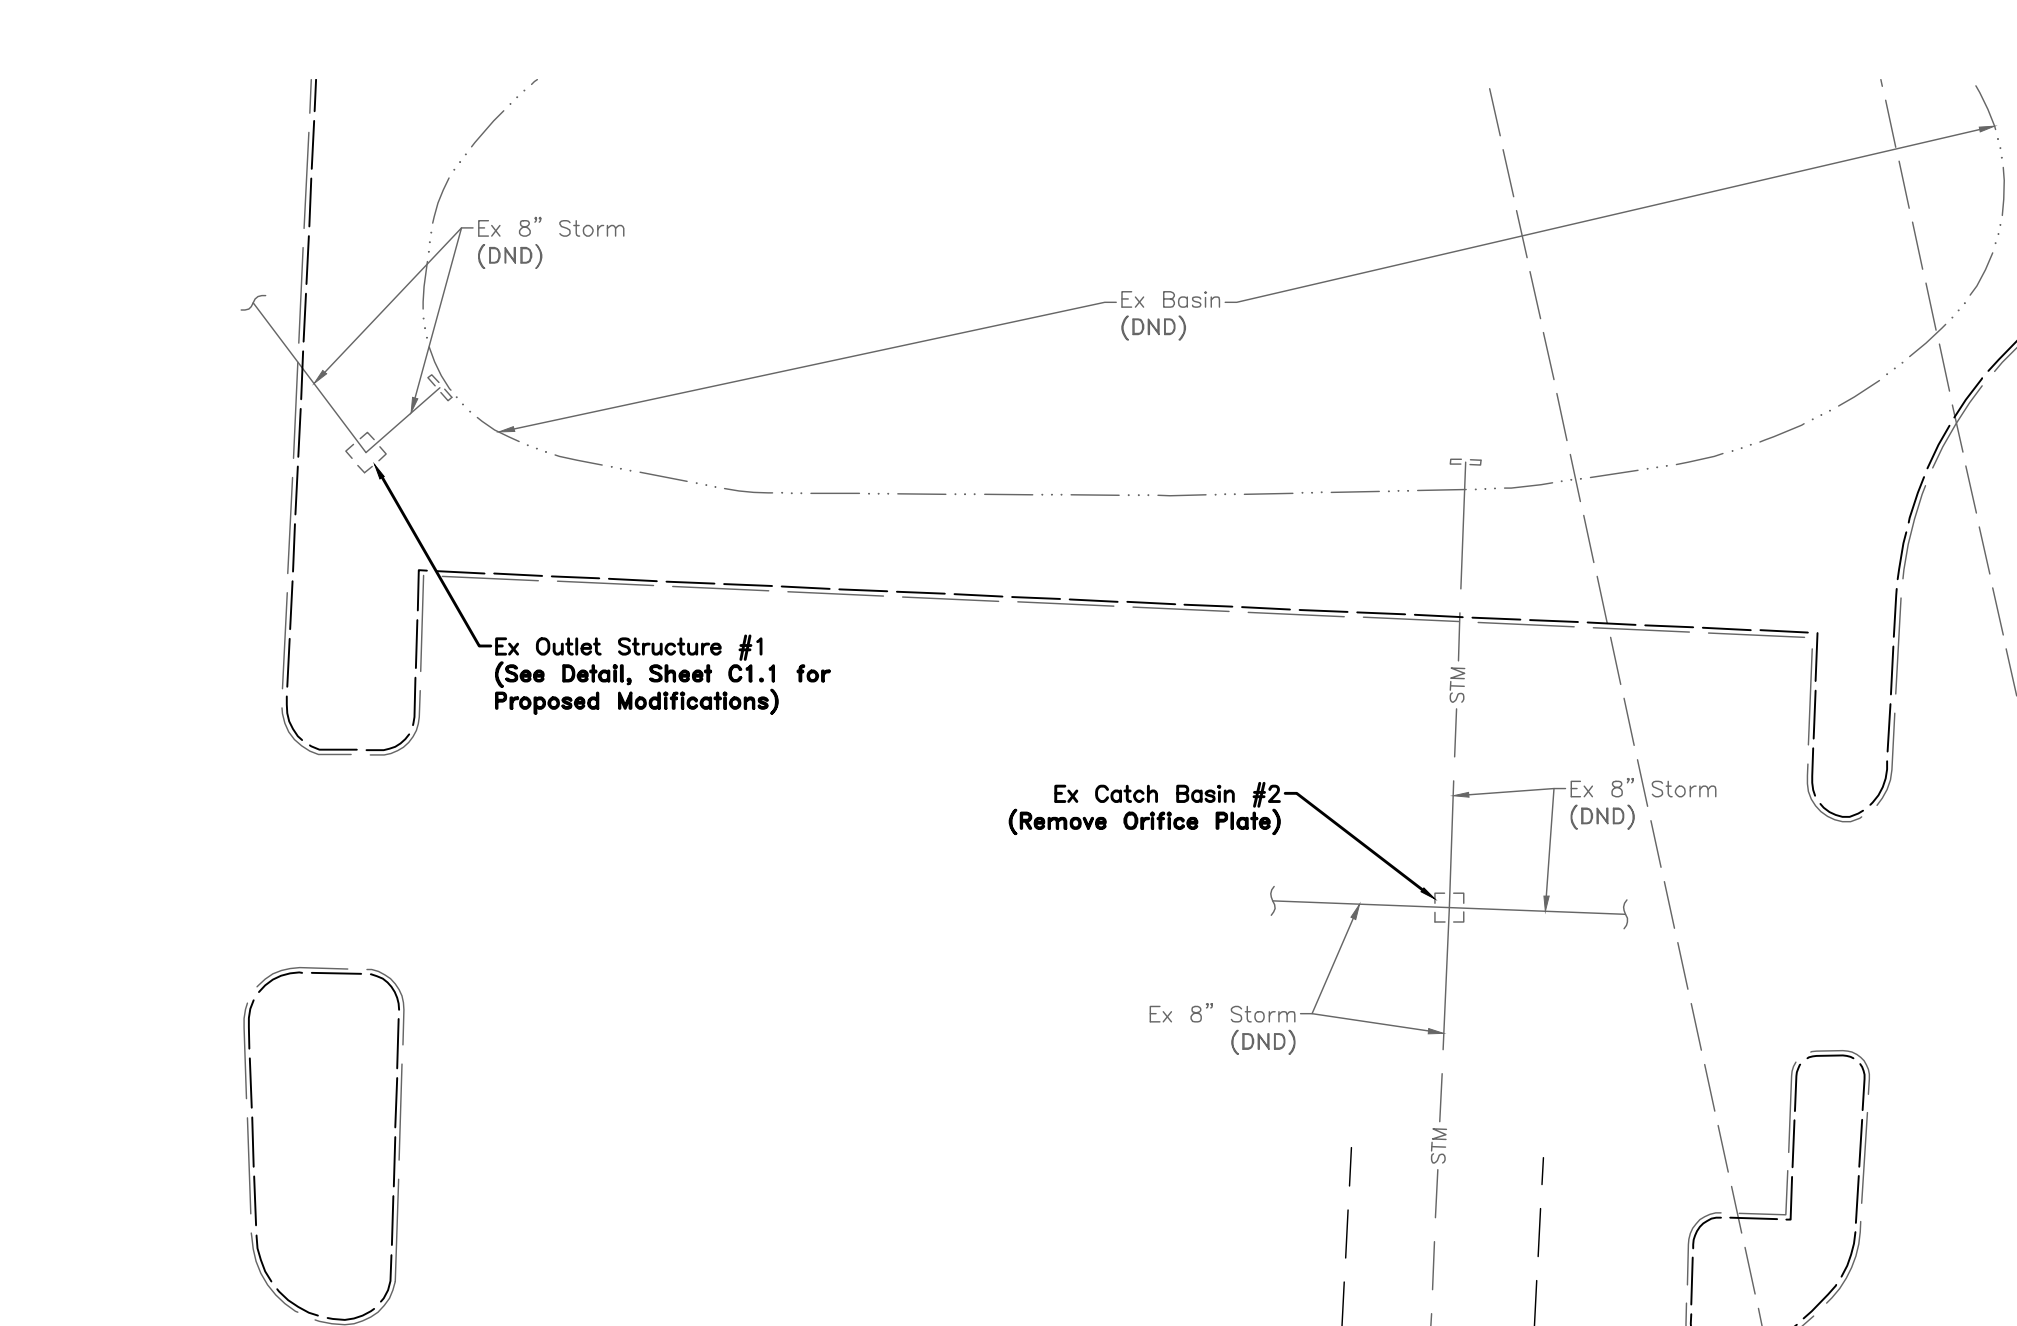 Ex 8" Storm
(DND)
Ex Basin
(DND)
Ex Outlet Structure #1
(See Detail, Sheet C1.1 for
Proposed Modifications)
STM
Ex Catch Basin #2
(Remove Orifice Plate)
Ex 8" Storm
(DND)
Ex 8" Storm
(DND)
STM